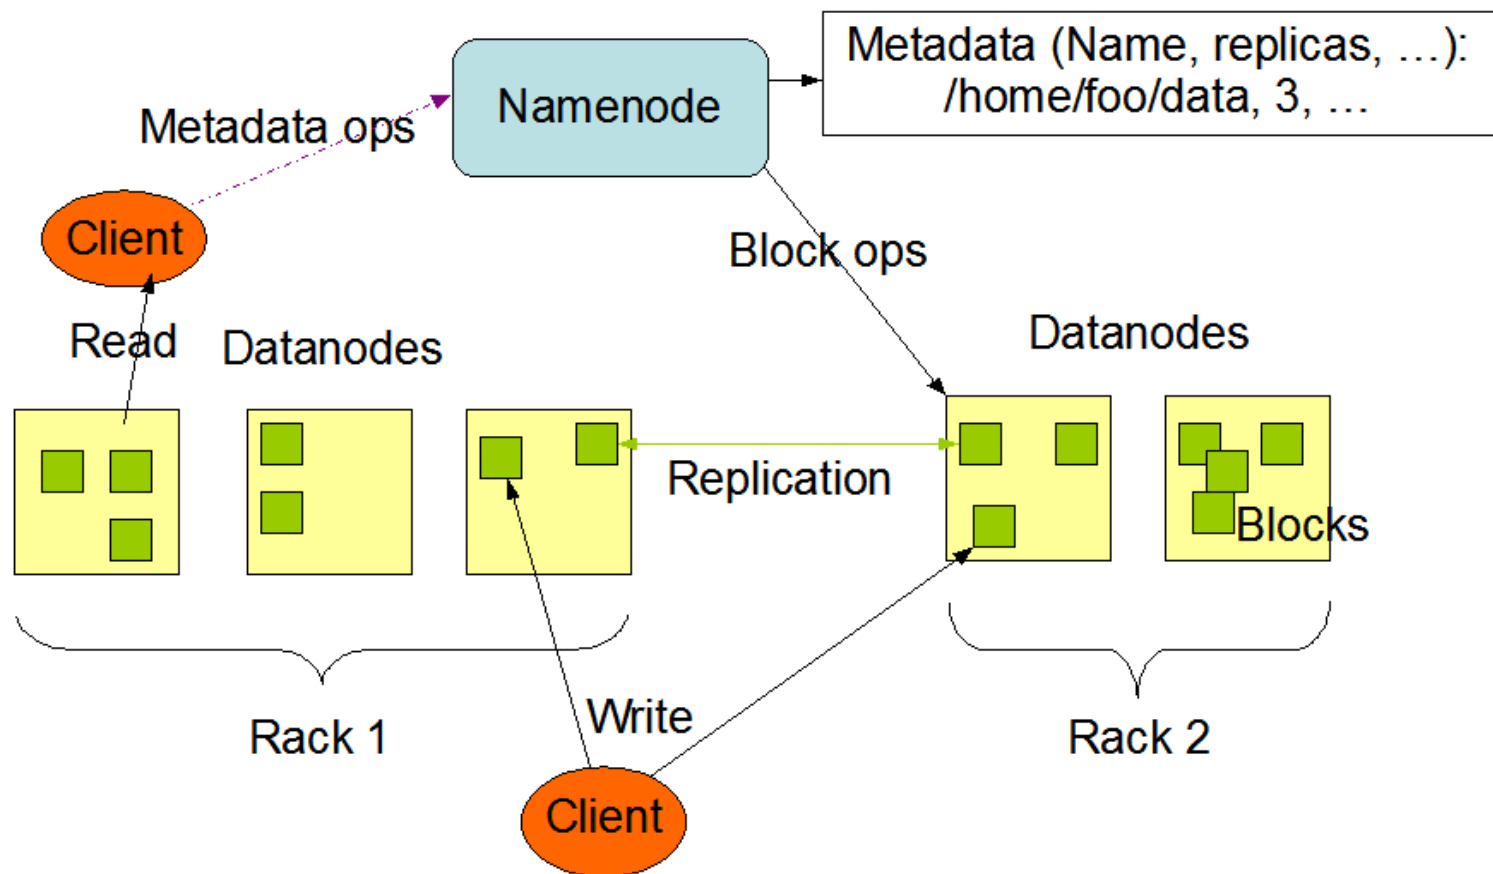 Metadata (Name, replicas, …):
/home/foo/data, 3, …
Namenode
Metadata ops
Client
Block ops
Read
Datanodes
Datanodes
Replication
Blocks
Rack 1
Write
Rack 2
Client